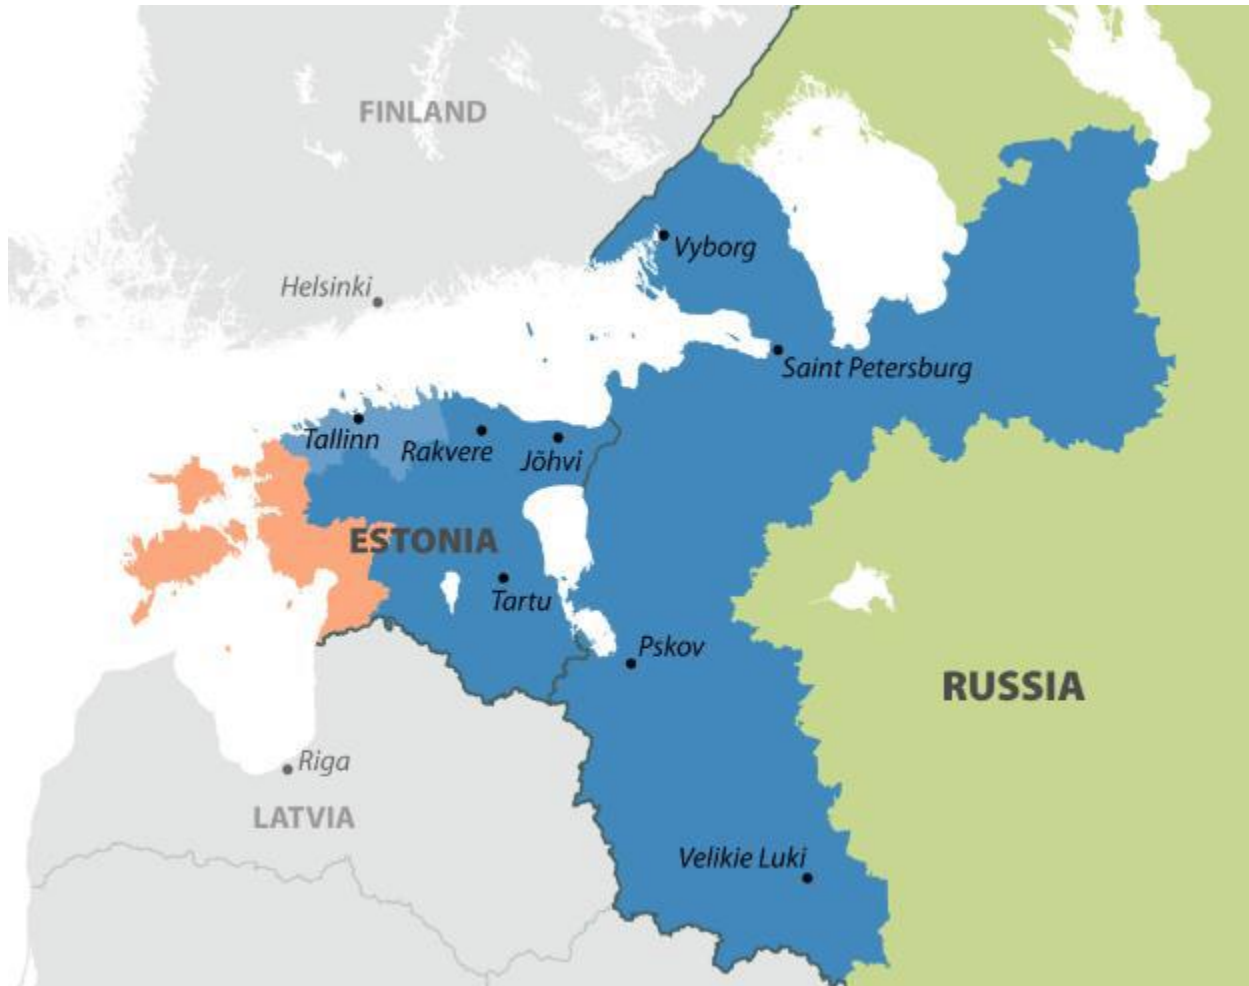 FINLAND
Vyborg
Helsinki
Saint Petersburg
Tallinn
Rakvere
Jõhvi
ESTONIA
Tartu
Pskov
RUSSIA
Riga
LATVIA
Velikie Luki